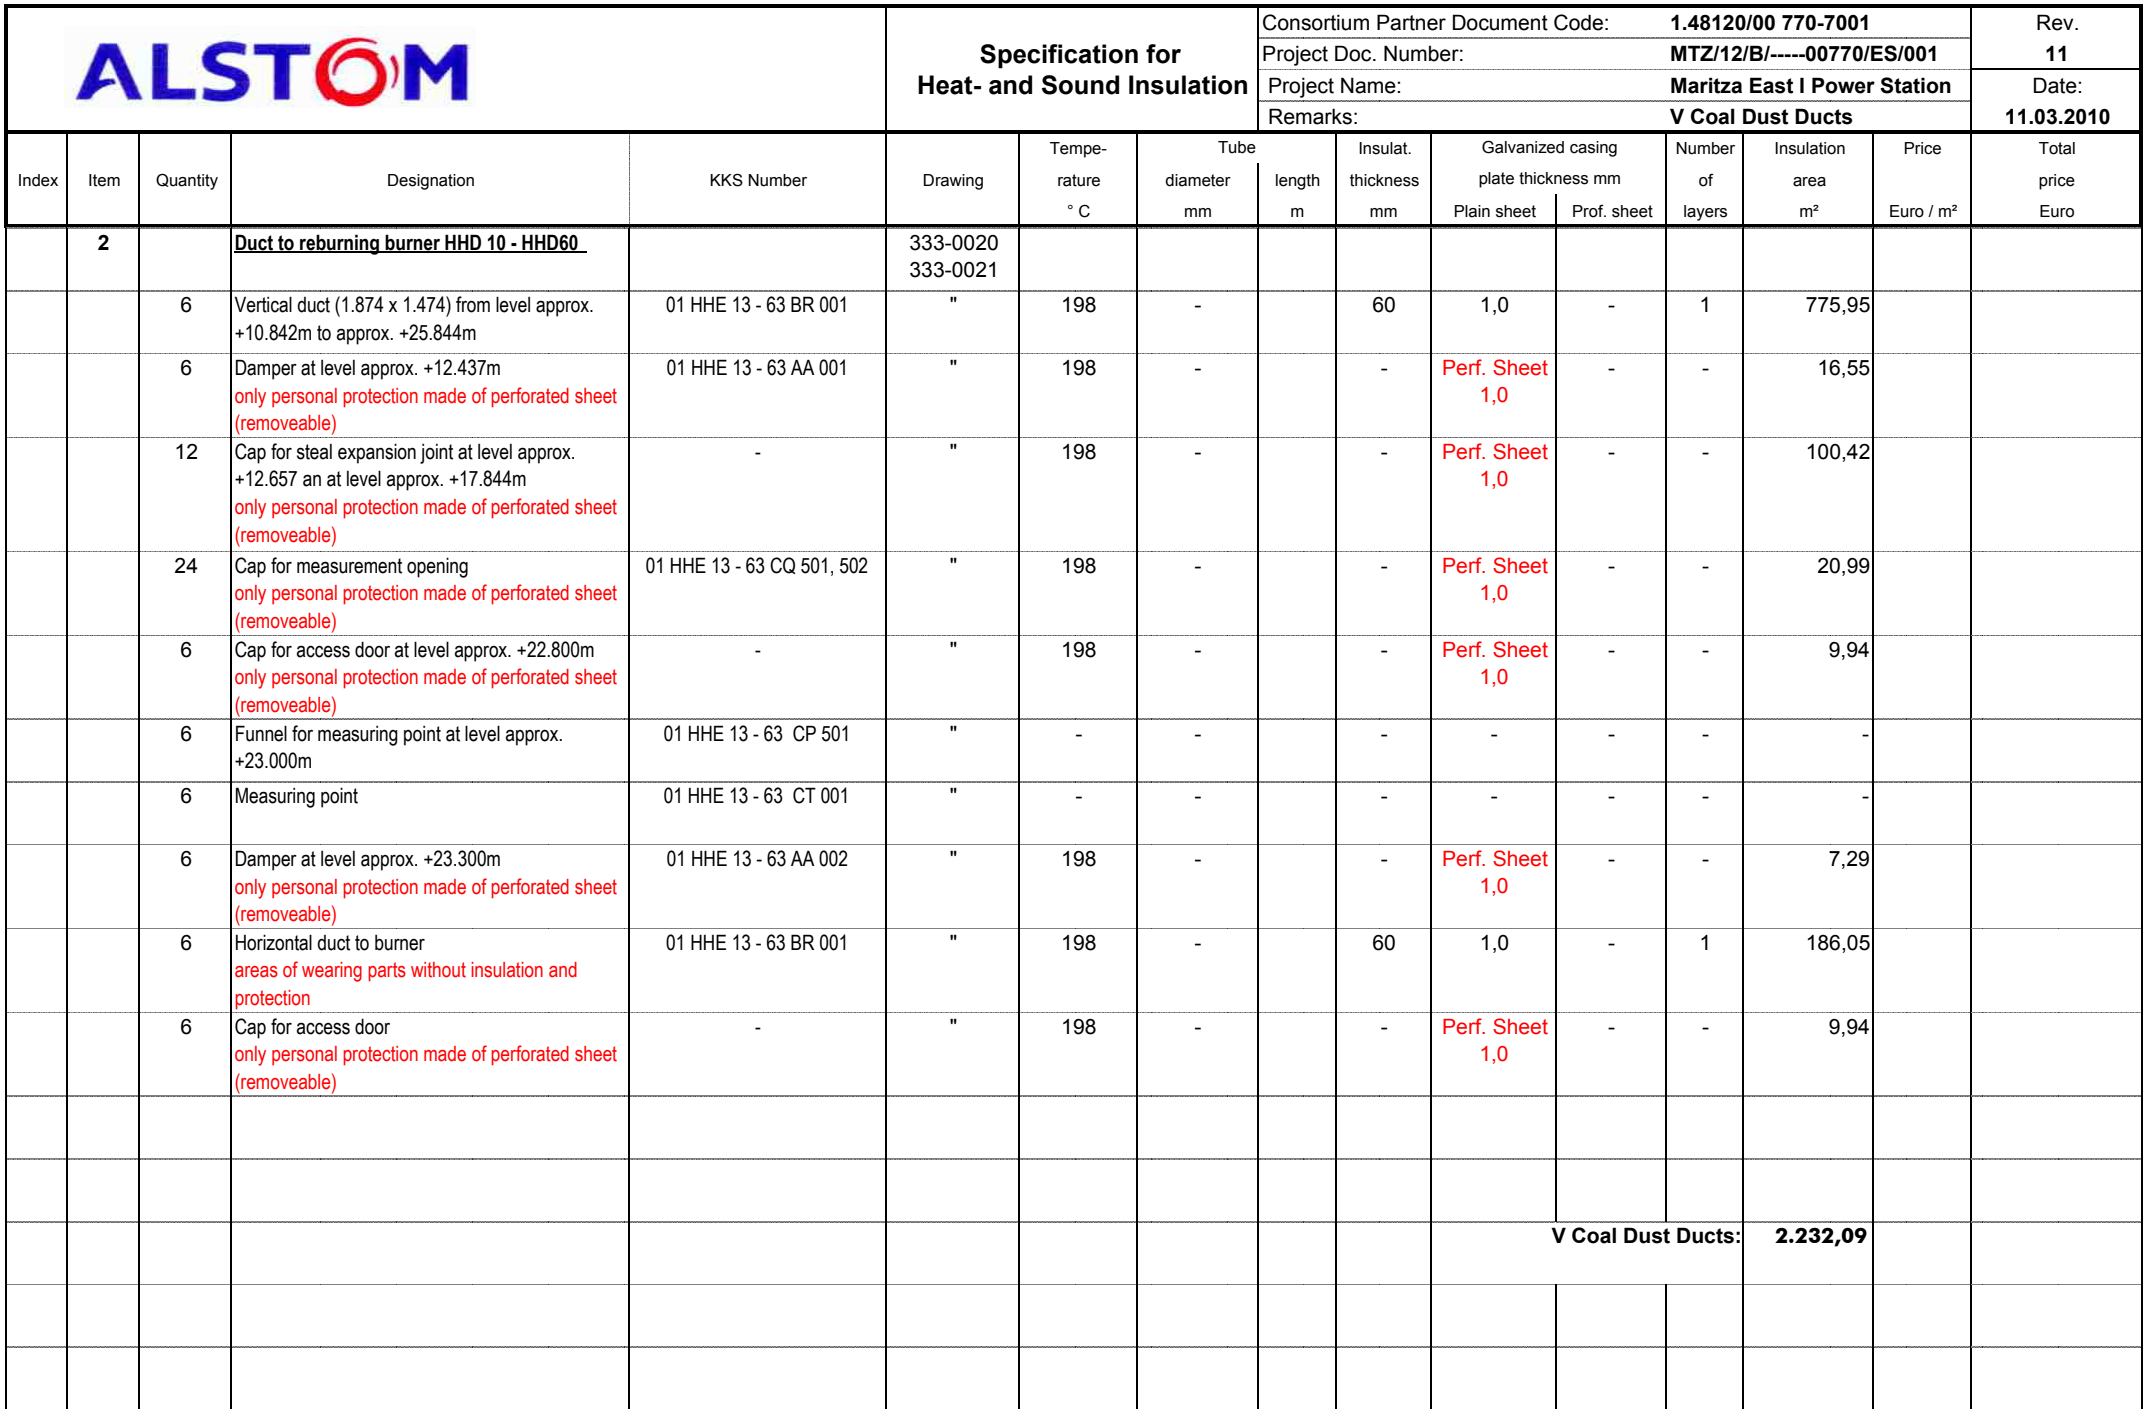 ALSTOM
Specification for
Heat- and Sound Insulation
Consortium Partner Document Code: 1.48120/00 770-7001
Project Doc. Number: MTZ/12/B/-----00770/ES/001
Project Name: Maritza East I Power Station
Remarks: V Coal Dust Ducts
Rev.
11
Date:
11.03.2010
Index Item Quantity Designation KKS Number Drawing
Tempe-
rature
° C
Tube
diameter length
mm m
Insulat.
thickness
mm
Galvanized casing
plate thickness mm
Plain sheet Prof. sheet
Number
of
layers
Insulation
area
m²
Price
Euro / m²
Total
price
Euro
2 Duct to reburning burner HHD 10 - HHD60 333-0020
333-0021
6 Vertical duct (1.874 x 1.474) from level approx. 01 HHE 13 - 63 BR 001 " 198 - 60 1,0 - 1 775,95
+10.842m to approx. +25.844m
6 Damper at level approx. +12.437m 01 HHE 13 - 63 AA 001 " 198 - - Perf. Sheet - - 16,55
only personal protection made of perforated sheet 1,0
(removeable)
12 Cap for steal expansion joint at level approx. - " 198 - - Perf. Sheet - - 100,42
+12.657 an at level approx. +17.844m 1,0
only personal protection made of perforated sheet
(removeable)
24 Cap for measurement opening 01 HHE 13 - 63 CQ 501, 502 " 198 - - Perf. Sheet - - 20,99
only personal protection made of perforated sheet 1,0
(removeable)
6 Cap for access door at level approx. +22.800m - " 198 - - Perf. Sheet - - 9,94
only personal protection made of perforated sheet 1,0
(removeable)
6 Funnel for measuring point at level approx. 01 HHE 13 - 63 CP 501 " - - - - - - -
+23.000m
6 Measuring point 01 HHE 13 - 63 CT 001 " - - - - - - -
6 Damper at level approx. +23.300m 01 HHE 13 - 63 AA 002 " 198 - - Perf. Sheet - - 7,29
only personal protection made of perforated sheet 1,0
(removeable)
6 Horizontal duct to burner 01 HHE 13 - 63 BR 001 " 198 - 60 1,0 - 1 186,05
areas of wearing parts without insulation and
protection
6 Cap for access door - " 198 - - Perf. Sheet - - 9,94
only personal protection made of perforated sheet 1,0
(removeable)
V Coal Dust Ducts: 2.232,09